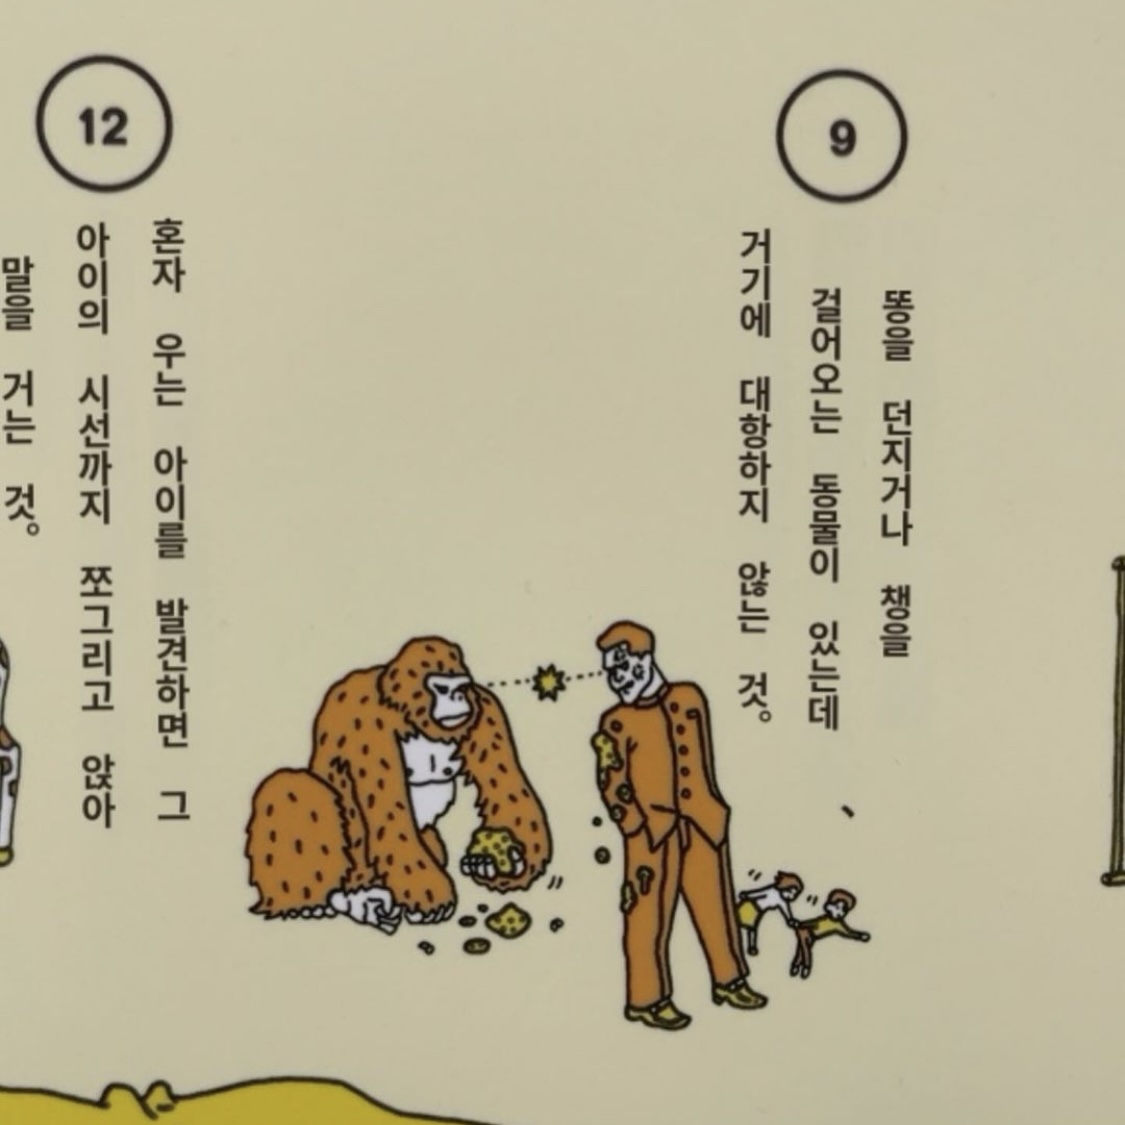 9
똥을 던지거나 챙을
걸어오는 동물이 있는데、
거기에 대항하지 않는 것。
12
혼자 우는 아이를 발견하면 그
아이의 시선까지 쪼그리고 앉아
말을 거는 것。